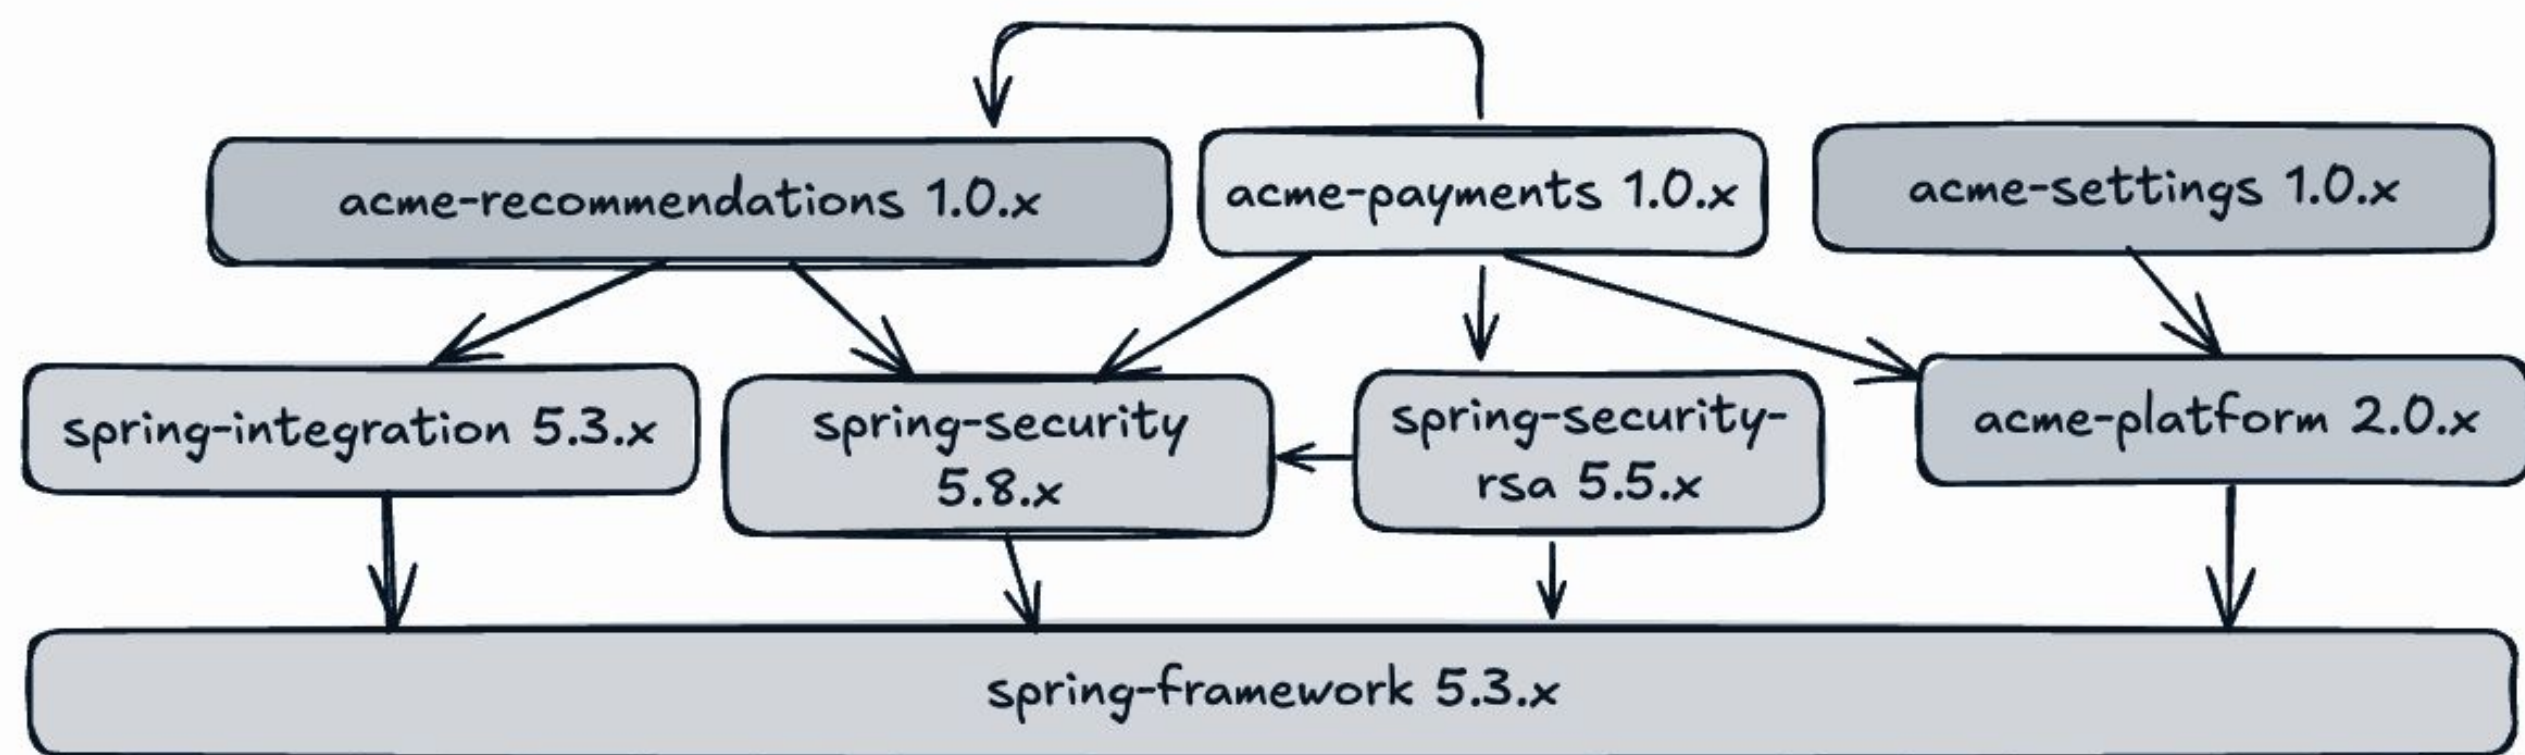 acme-recommendations 1.0.x
acme-payments 1.0.x
acme-settings 1.0.x
spring-integration 5.3.x
spring-security
5.8.x
spring-security-
rsa 5.5.x
acme-platform 2.0.x
spring-framework 5.3.x